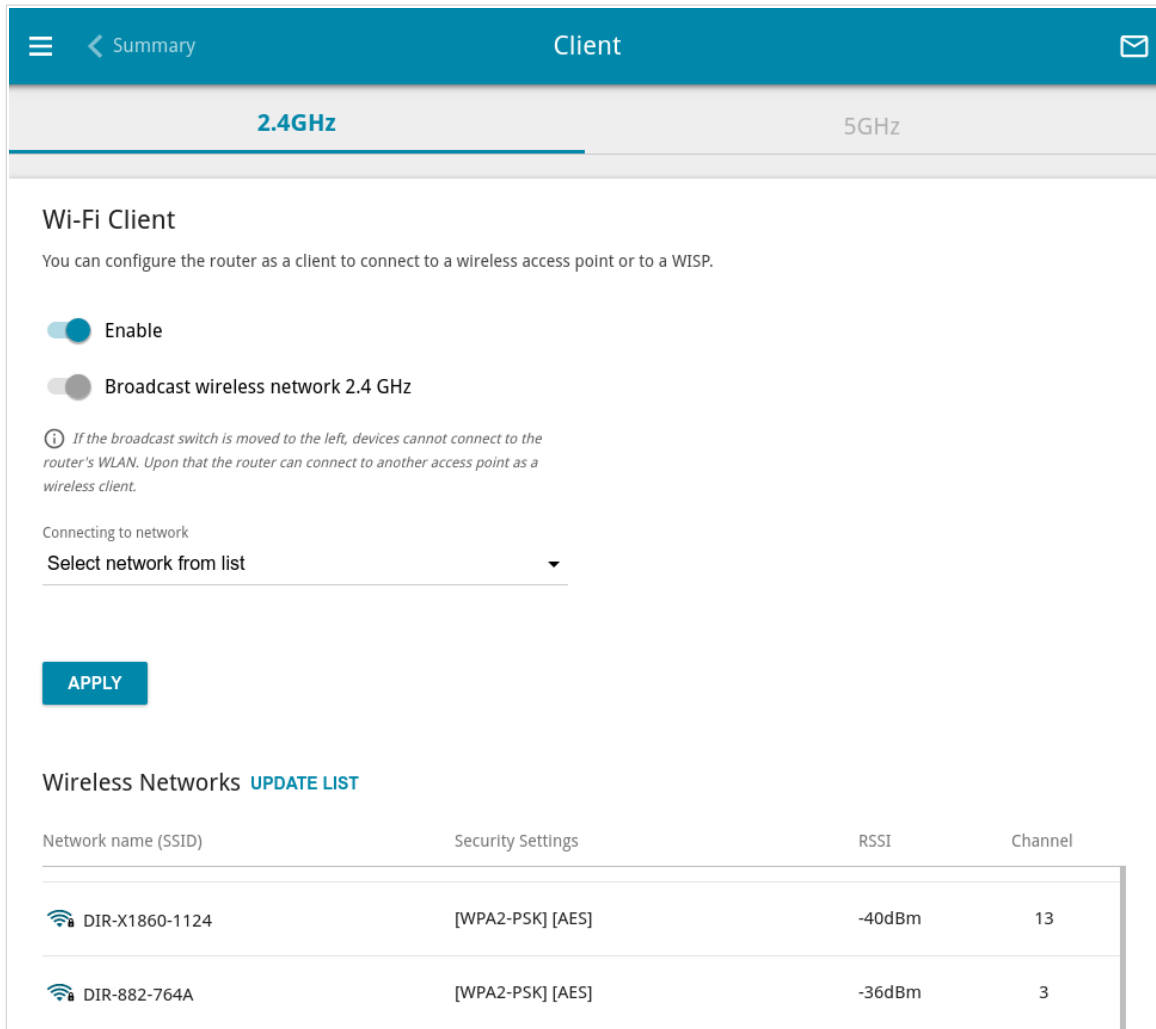 Summary
Client
2.4GHz
5GHz
Wi-Fi Client
You can configure the router as a client to connect to a wireless access point or to a WISP.
Enable
Broadcast wireless network 2.4 GHz
If the broadcast switch is moved to the left, devices cannot connect to the
router's WLAN. Upon that the router can connect to another access point as a
wireless client.
Connecting to network
Select network from list
APPLY
Wireless Networks UPDATE LIST
Network name (SSID) Security Settings RSSI Channel
DIR-X1860-1124 [WPA2-PSK] [AES] -40dBm 13
DIR-882-764A [WPA2-PSK] [AES] -36dBm 3